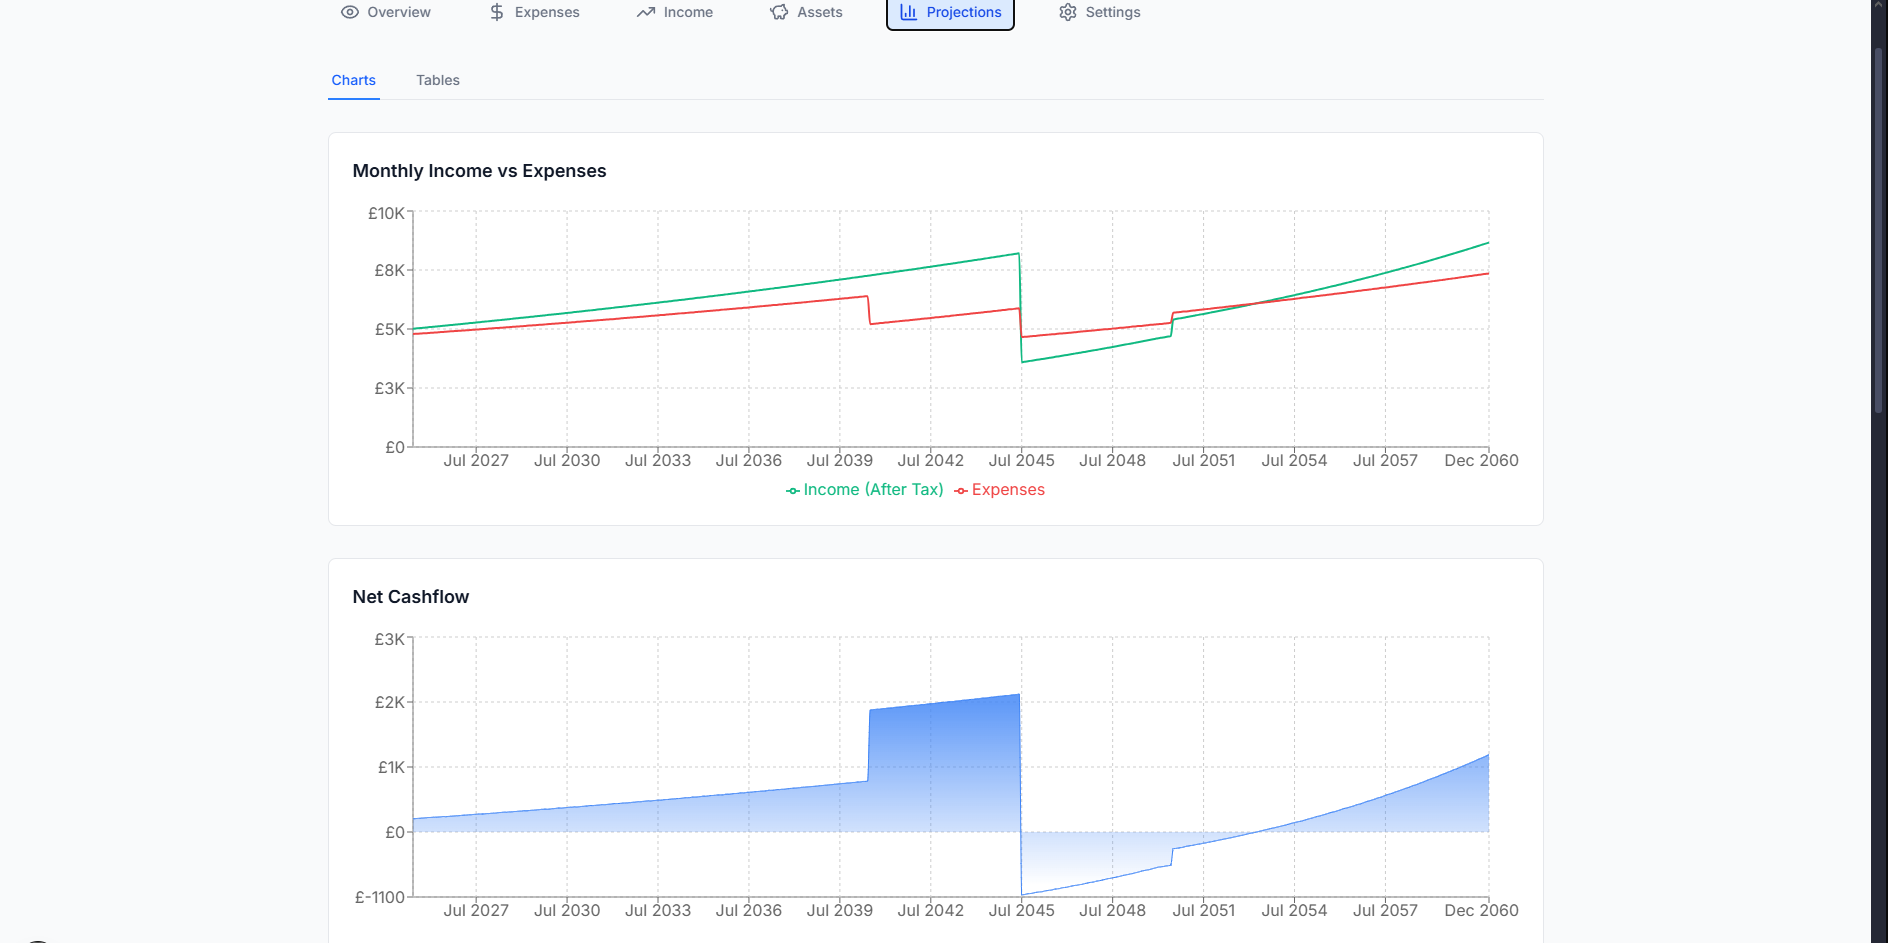 Overview Expenses Income Assets Projections Settings
Charts Tables
Monthly Income vs Expenses
£10K
£8K
£5K
£3K
£0
Jul 2027 Jul 2030 Jul 2033 Jul 2036 Jul 2039 Jul 2042 Jul 2045 Jul 2048 Jul 2051 Jul 2054 Jul 2057 Dec 2060
Income (After Tax) Expenses
Net Cashflow
£3K
£2K
£1K
£0
£-1100
Jul 2027 Jul 2030 Jul 2033 Jul 2036 Jul 2039 Jul 2042 Jul 2045 Jul 2048 Jul 2051 Jul 2054 Jul 2057 Dec 2060